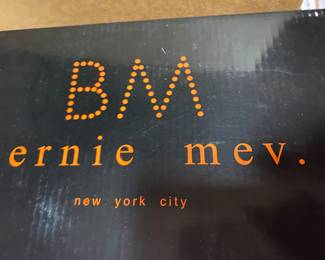 BM
ernie mev.
new york city